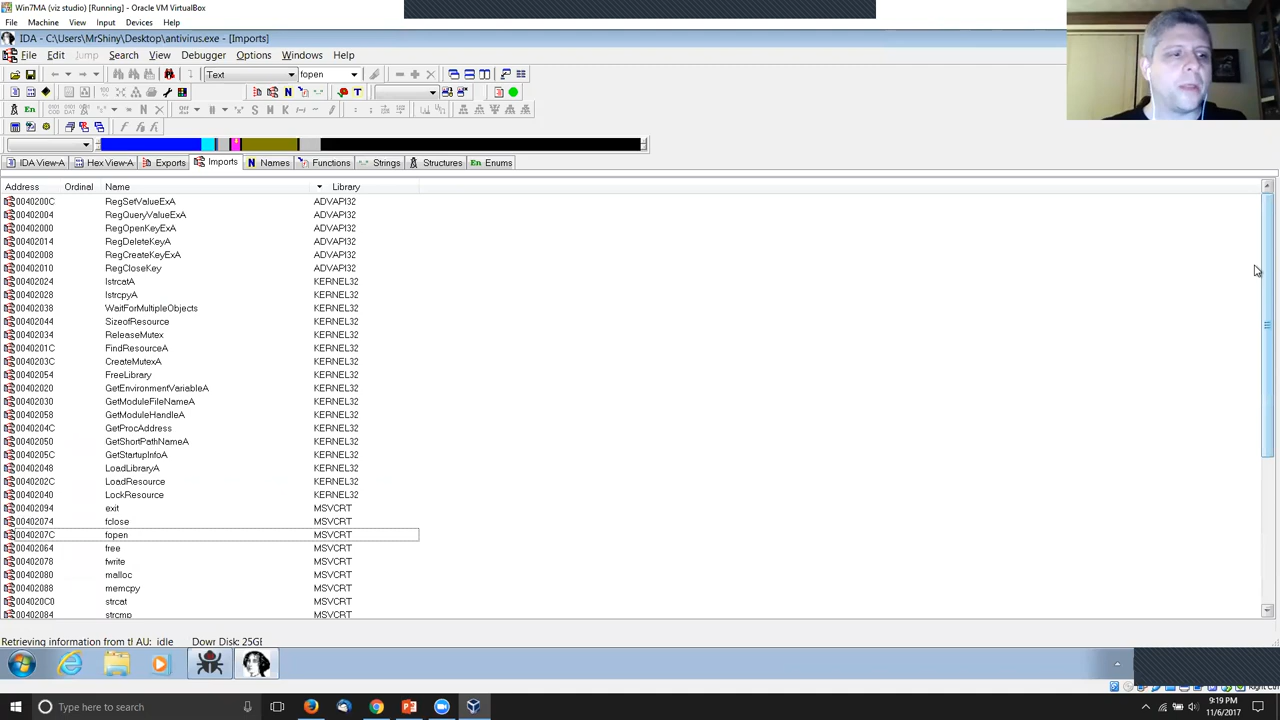 Win7MA (viz studio) [Running] - Oracle VM VirtualBox
File Machine View Input Devices Help
IDA - C:\Users\MrShiny\Desktop\antivirus.exe - [Imports]
File Edit Jump Search View Debugger Options Windows Help
Text fopen
En
IDA View-A Hex View-A Exports Imports Names Functions Strings Structures En Enums
Address Ordinal Name Library
0040200C RegSetValueExA ADVAPI32
00402004 RegQueryValueExA ADVAPI32
00402000 RegOpenKeyExA ADVAPI32
00402014 RegDeleteKeyA ADVAPI32
00402008 RegCreateKeyExA ADVAPI32
00402010 RegCloseKey ADVAPI32
00402024 lstrcatA KERNEL32
00402028 lstrcpyA KERNEL32
00402038 WaitForMultipleObjects KERNEL32
00402044 SizeofResource KERNEL32
00402034 ReleaseMutex KERNEL32
0040201C FindResourceA KERNEL32
0040203C CreateMutexA KERNEL32
00402054 FreeLibrary KERNEL32
00402020 GetEnvironmentVariableA KERNEL32
00402030 GetModuleFileNameA KERNEL32
00402058 GetModuleHandleA KERNEL32
0040204C GetProcAddress KERNEL32
00402050 GetShortPathNameA KERNEL32
0040205C GetStartupInfoA KERNEL32
00402048 LoadLibraryA KERNEL32
0040202C LoadResource KERNEL32
00402040 LockResource KERNEL32
00402094 exit MSVCRT
00402074 fclose MSVCRT
0040207C fopen MSVCRT
00402064 free MSVCRT
00402078 fwrite MSVCRT
00402080 malloc MSVCRT
00402088 memcpy MSVCRT
004020C0 strcat MSVCRT
00402084 strcmp MSVCRT
Retrieving information from tl AU: idle Down Disk: 25GB
Type here to search
9:19 PM
11/6/2017